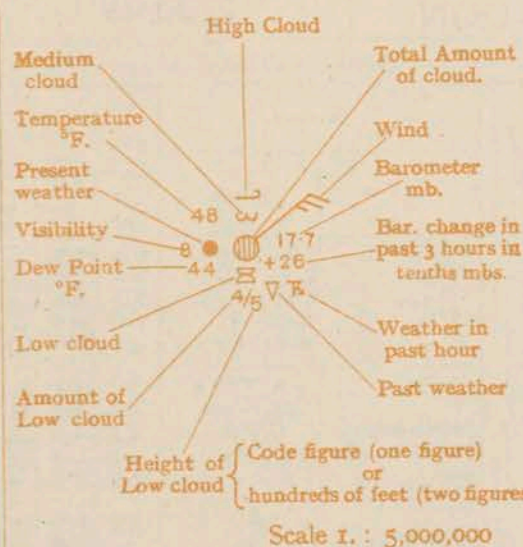 High Cloud
Medium
cloud
Total Amount
of cloud.
Temperature
°F.
Wind
Present
weather
Barometer
mb.
48
Visibility
8
17·7
Bar. change in
past 3 hours in
tenths mbs.
+26
Dew Point
°F.
44
4/5
Low cloud
Weather in
past hour
Amount of
Low cloud
Past weather
Height of
Low cloud
Code figure (one figure)
or
hundreds of feet (two figures
Scale 1. : 5,000,000